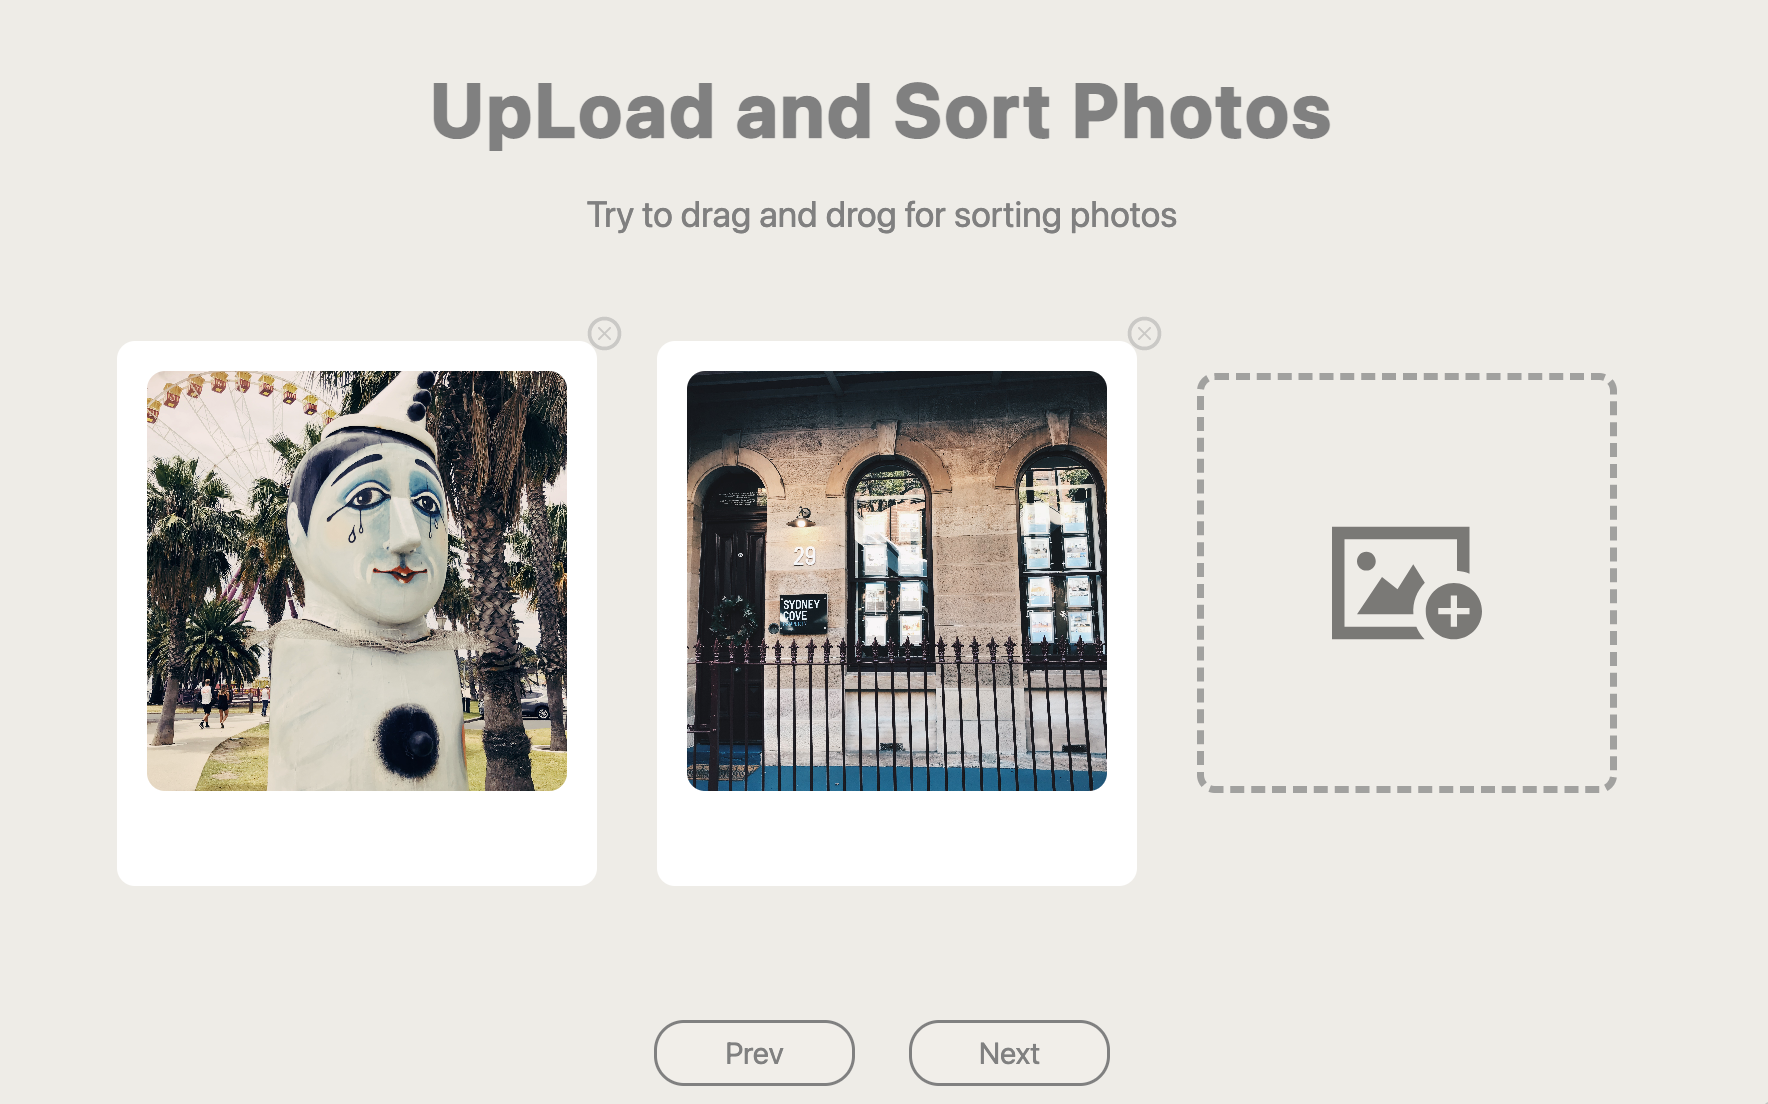 UpLoad and Sort Photos
Try to drag and drog for sorting photos
29
SYDNEY
COVE
Prev
Next